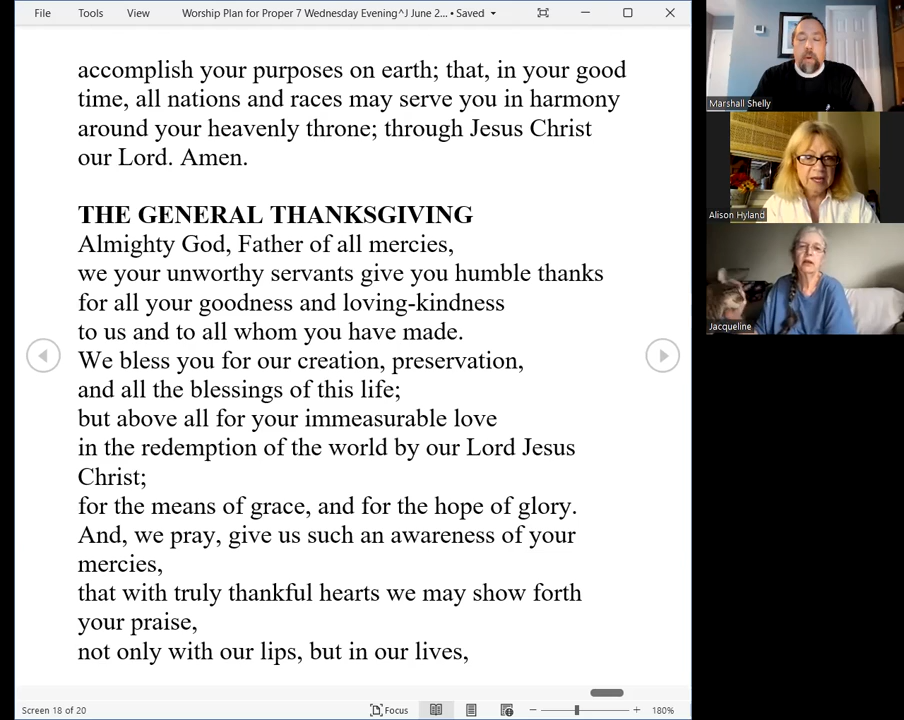 File Tools View Worship Plan for Proper 7 Wednesday Evening^J June 2... • Saved
accomplish your purposes on earth; that, in your good
time, all nations and races may serve you in harmony
around your heavenly throne; through Jesus Christ
our Lord. Amen.
THE GENERAL THANKSGIVING
Almighty God, Father of all mercies,
we your unworthy servants give you humble thanks
for all your goodness and loving-kindness
to us and to all whom you have made.
We bless you for our creation, preservation,
and all the blessings of this life;
but above all for your immeasurable love
in the redemption of the world by our Lord Jesus
Christ;
for the means of grace, and for the hope of glory.
And, we pray, give us such an awareness of your
mercies,
that with truly thankful hearts we may show forth
your praise,
not only with our lips, but in our lives,
Screen 18 of 20 Focus 180%
Marshall Shelly
Alison Hyland
Jacqueline